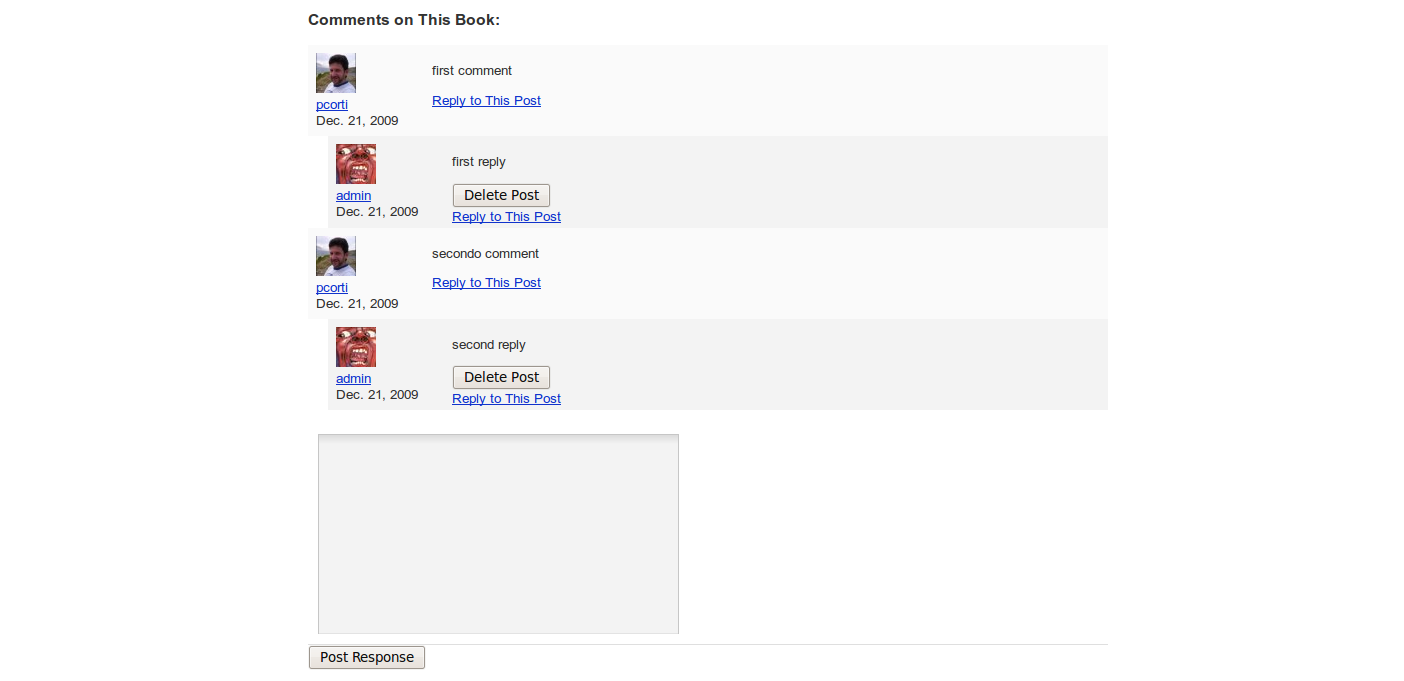 Comments on This Book:
first comment
Reply to This Post
pcorti
Dec. 21, 2009
first reply
Delete Post
admin
Dec. 21, 2009
Reply to This Post
secondo comment
Reply to This Post
pcorti
Dec. 21, 2009
second reply
Delete Post
admin
Dec. 21, 2009
Reply to This Post
Post Response